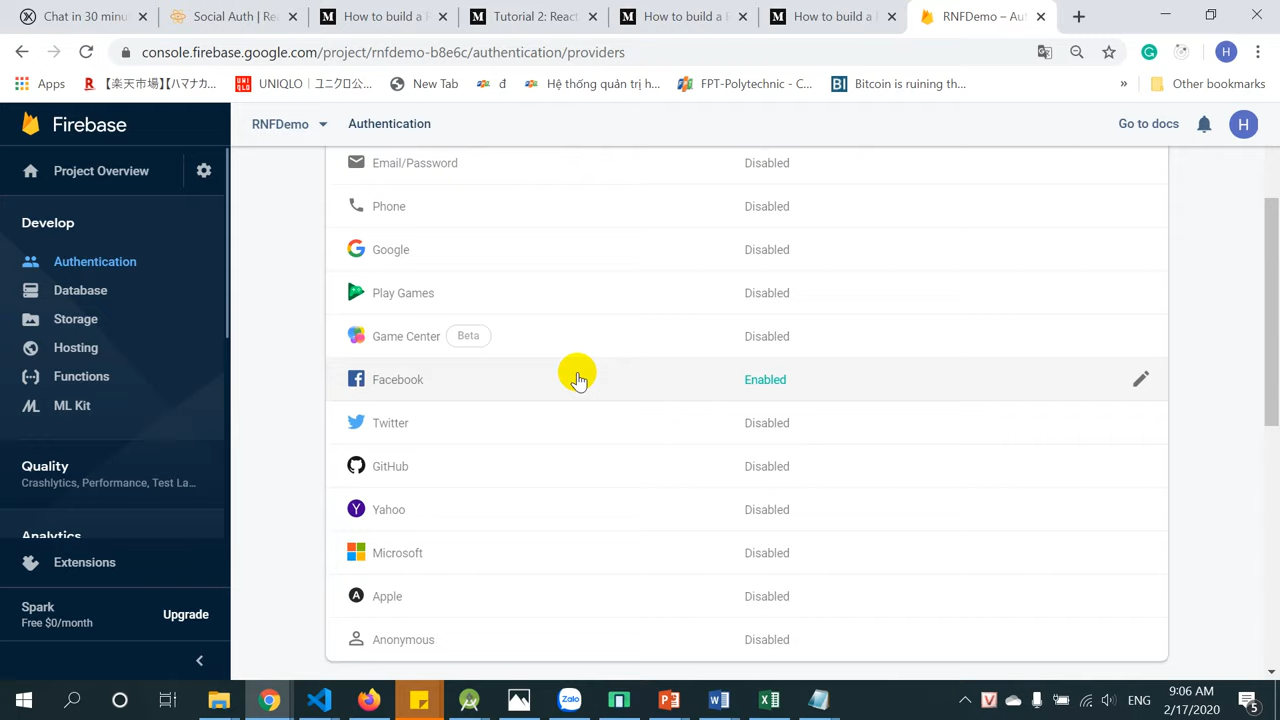 Chat in 30 minu
Social Auth | Rea
How to build a R
Tutorial 2: React
How to build a R
How to build a R
RNFDemo – Aut
console.firebase.google.com/project/rnfdemo-b8e6c/authentication/providers
H
Apps
【楽天市場】[ハマナカ...
UNIQLO｜ユニクロ公...
New Tab
đ
Hệ thống quản trị h...
FPT-Polytechnic - C...
BI
Bitcoin is ruining th...
»
Other bookmarks
Firebase
RNFDemo
Authentication
Go to docs
H
Project Overview
Develop
Authentication
Database
Storage
Hosting
Functions
ML Kit
Quality
Crashlytics, Performance, Test La...
Analytics
Extensions
Spark
Free $0/month
Upgrade
Email/Password Disabled
Phone Disabled
Google Disabled
Play Games Disabled
Game Center Beta Disabled
Facebook Enabled
Twitter Disabled
GitHub Disabled
Yahoo Disabled
Microsoft Disabled
Apple Disabled
Anonymous Disabled
Zalo
ENG
9:06 AM
2/17/2020
5